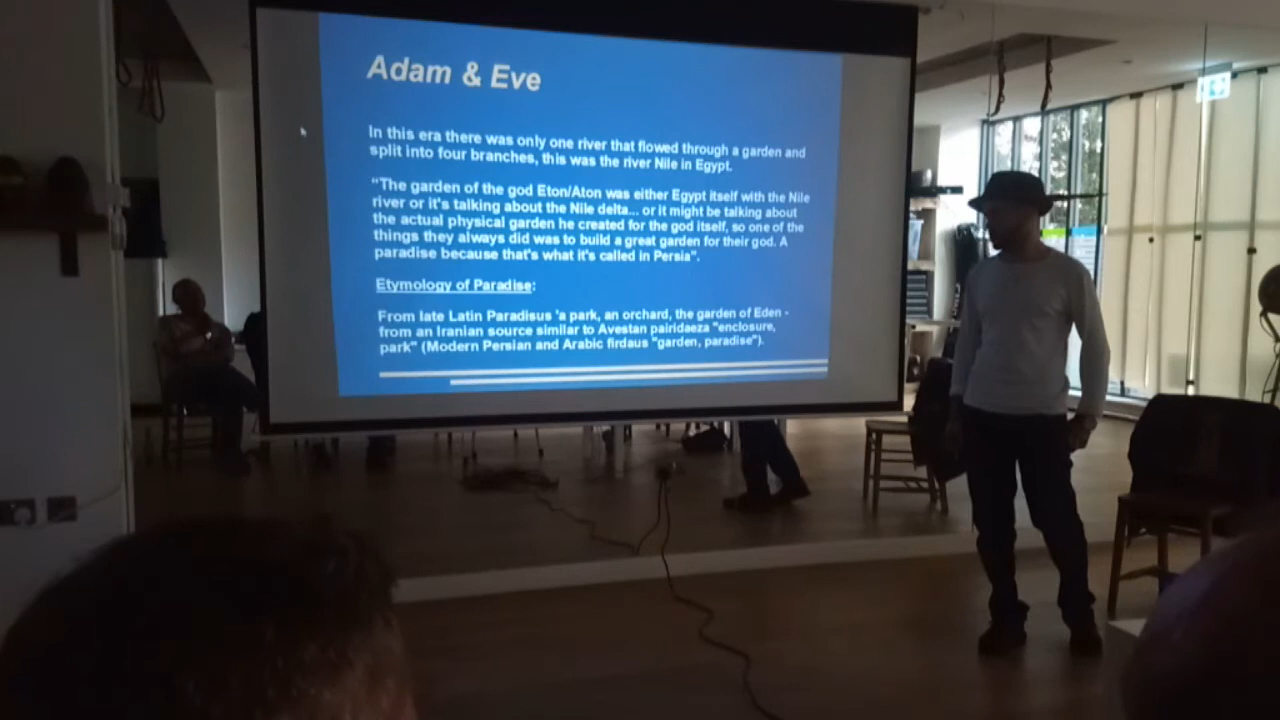 Adam & Eve
In this era there was only one river that flowed through a garden and
split into four branches, this was the river Nile in Egypt.
"The garden of the god Eton/Aton was either Egypt itself with the Nile
river or it's talking about the Nile delta... or it might be talking about
the actual physical garden he created for the god itself, so one of the
things they always did was to build a great garden for their god. A
paradise because that's what it's called in Persia".
Etymology of Paradise:
From late Latin Paradisus 'a park, an orchard, the garden of Eden -
from an Iranian source similar to Avestan pairidaeza "enclosure,
park" (Modern Persian and Arabic firdaus "garden, paradise").